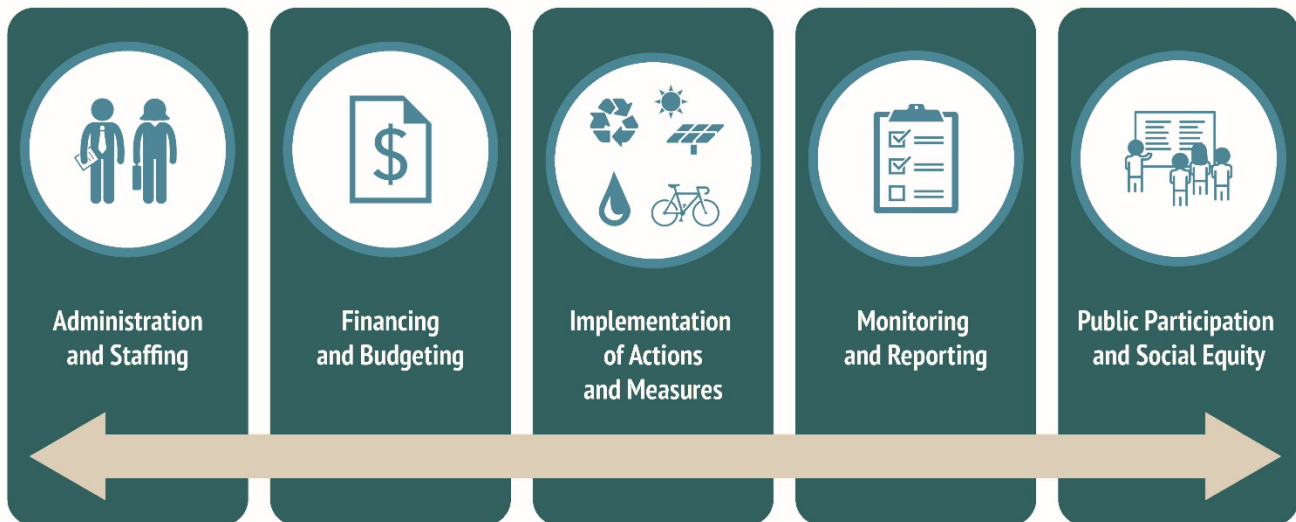 $
Administration
and Staffing
Financing
and Budgeting
Implementation
of Actions
and Measures
Monitoring
and Reporting
Public Participation
and Social Equity